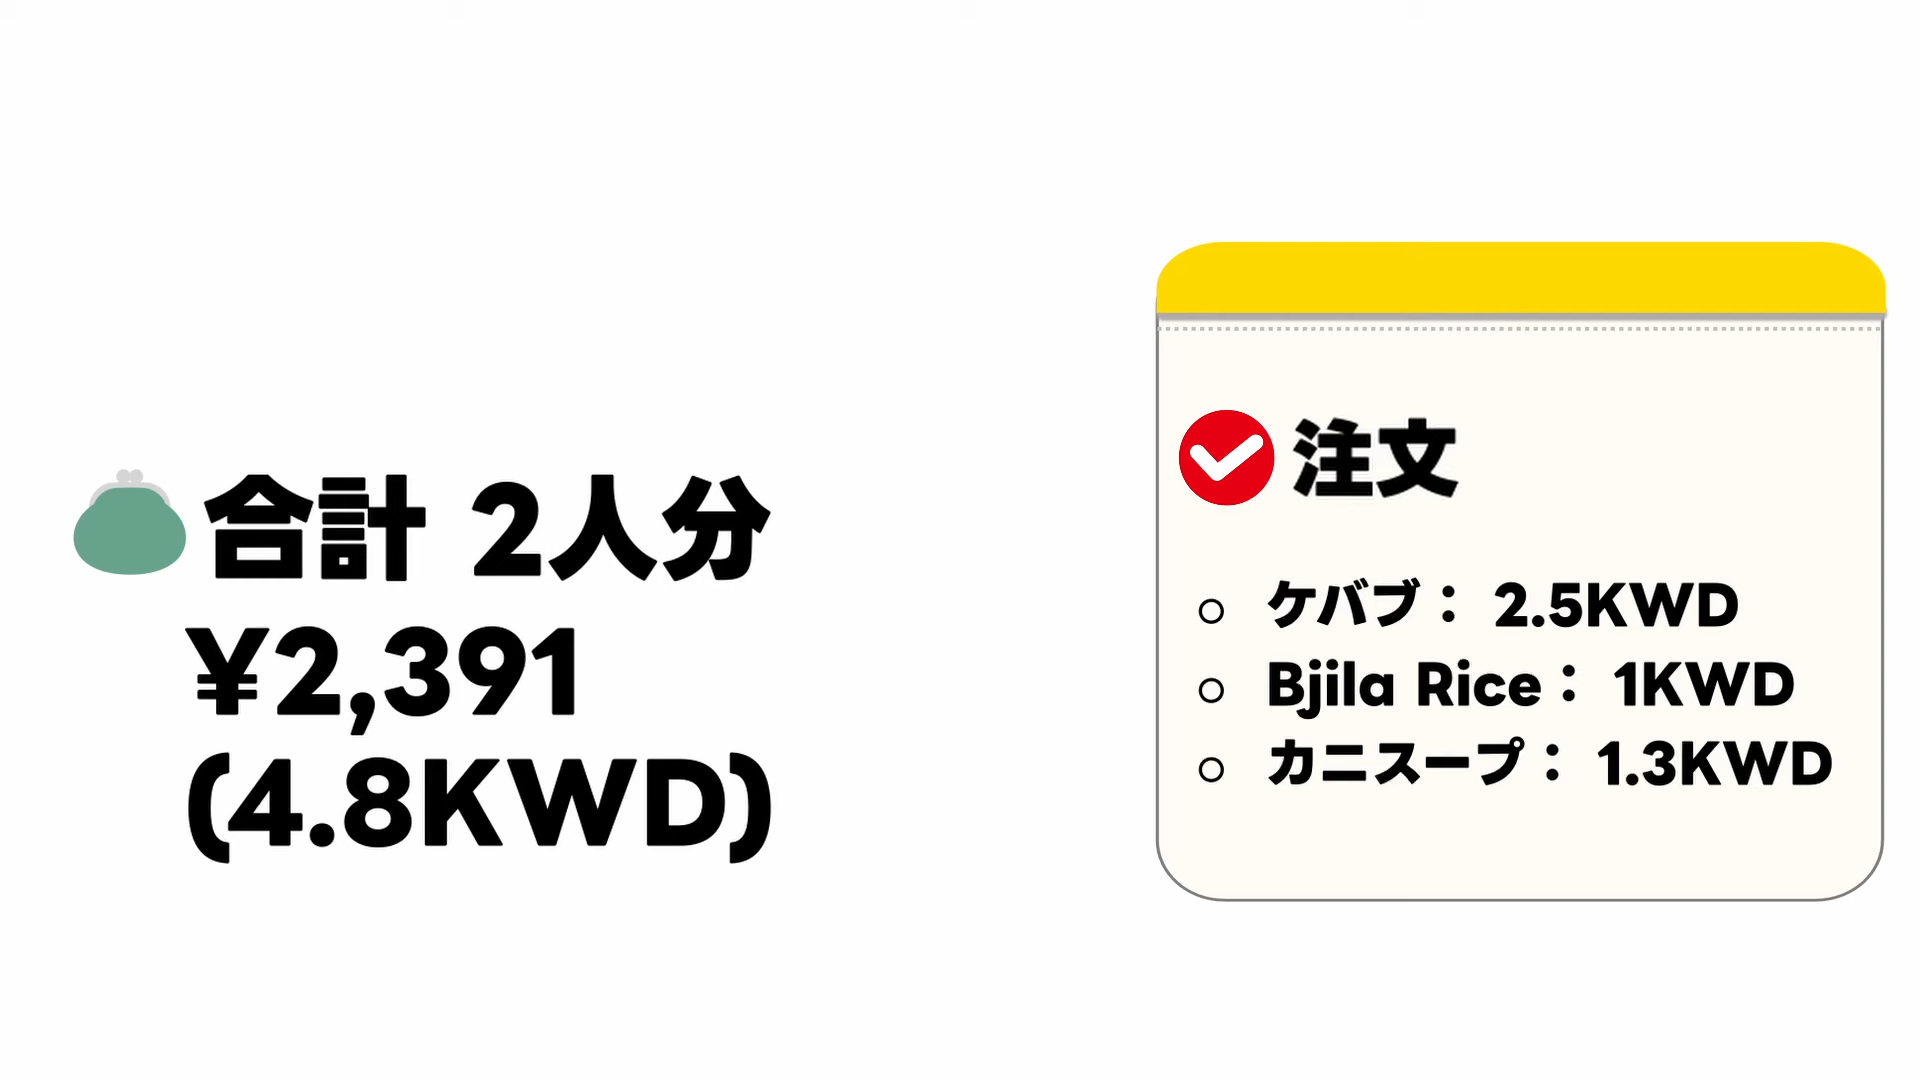 合計 2人分
¥2,391
(4.8KWD)
注文
ケバブ： 2.5KWD
Bjila Rice： 1KWD
カニスープ： 1.3KWD